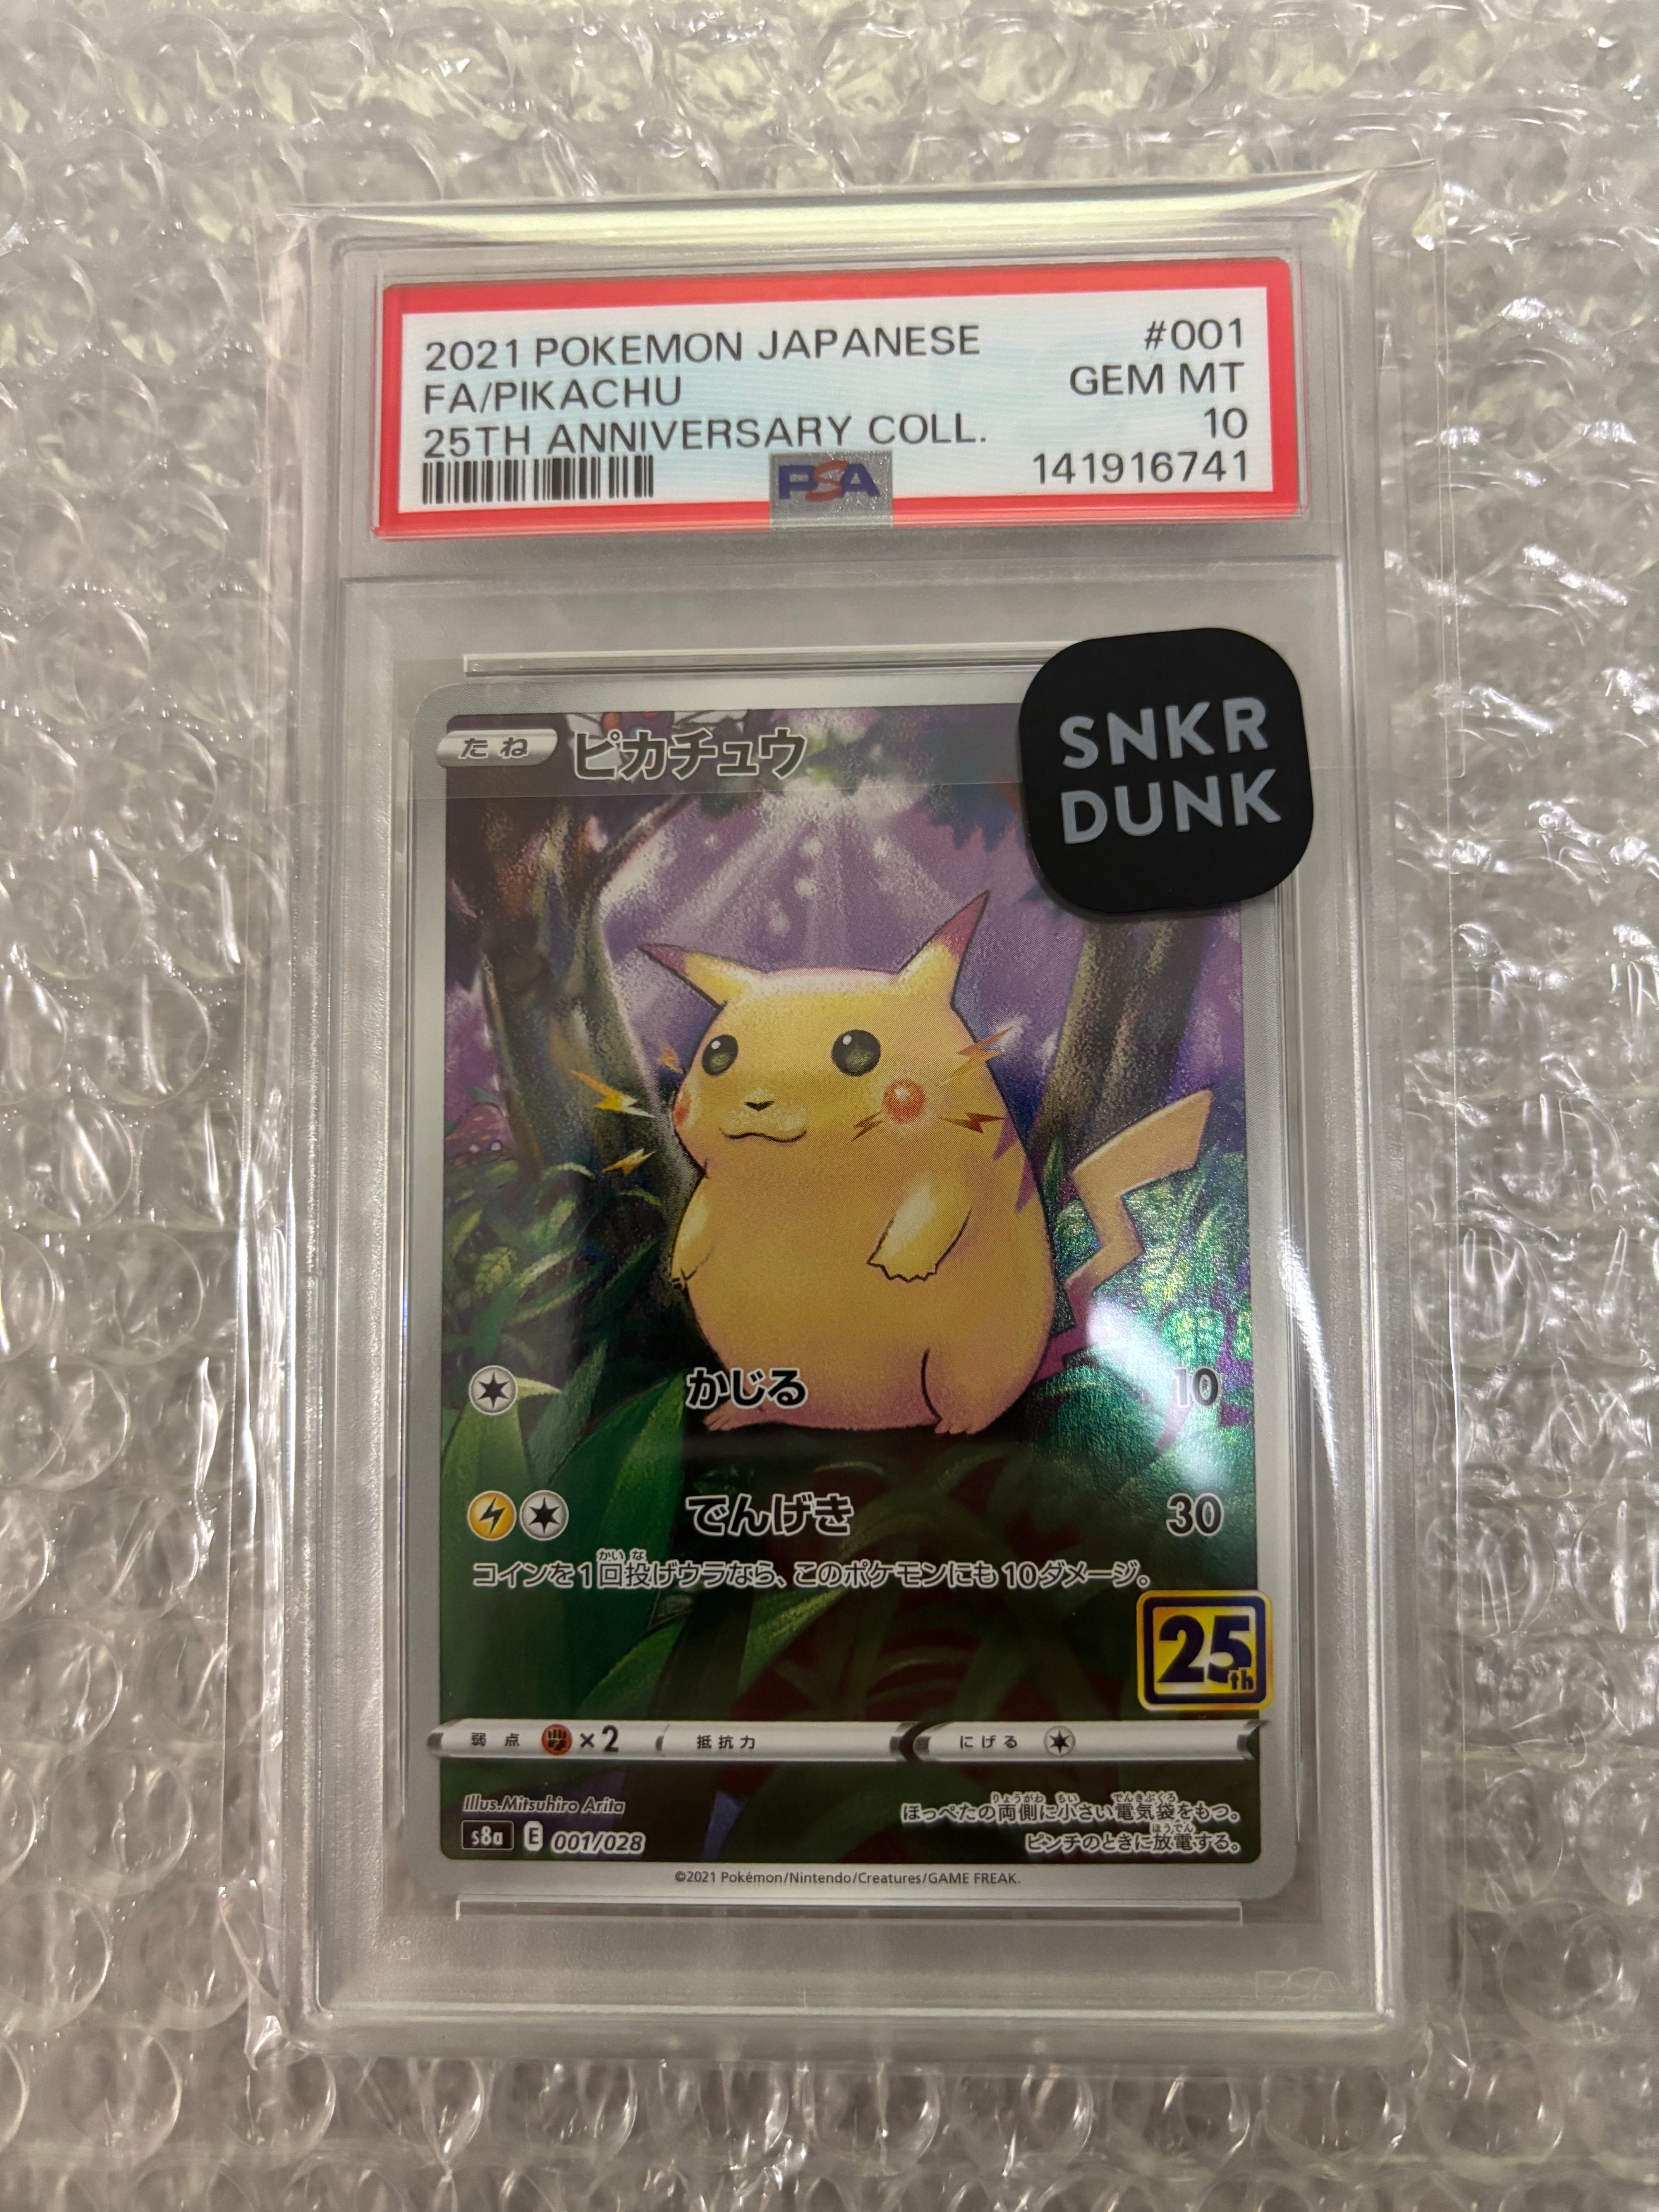 2021 POKEMON JAPANESE #001
FA/PIKACHU GEM MT
25TH ANNIVERSARY COLL. 10
PSA 141916741
SNKR
DUNK
たね ピカチュウ
かじる 10
でんげき 30
コインを1回投げウラなら、このポケモンにも10ダメージ。
25th
弱点 ×2 抵抗力 にげる
Illus.Mitsuhiro Arita
ほっぺたの両側に小さい電気袋をもつ。
s8a E 001/028
ピンチのときに放電する。
©2021 Pokémon/Nintendo/Creatures/GAME FREAK.
PSA